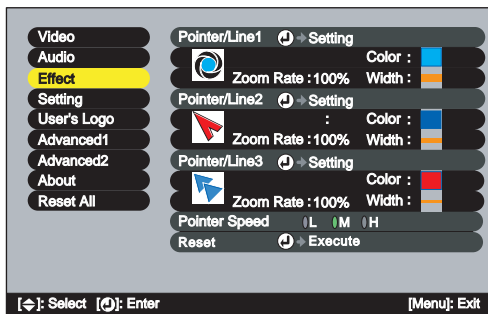 Video
Audio
Effect
Setting
User's Logo
Advanced1
Advanced2
About
Reset All
Pointer/Line1 Setting
Color :
Zoom Rate :100% Width :
Pointer/Line2 Setting
: Color :
Zoom Rate :100% Width :
Pointer/Line3 Setting
Color :
Zoom Rate :100% Width :
Pointer Speed L M H
Reset Execute
[ ]: Select [ ]: Enter [Menu]: Exit